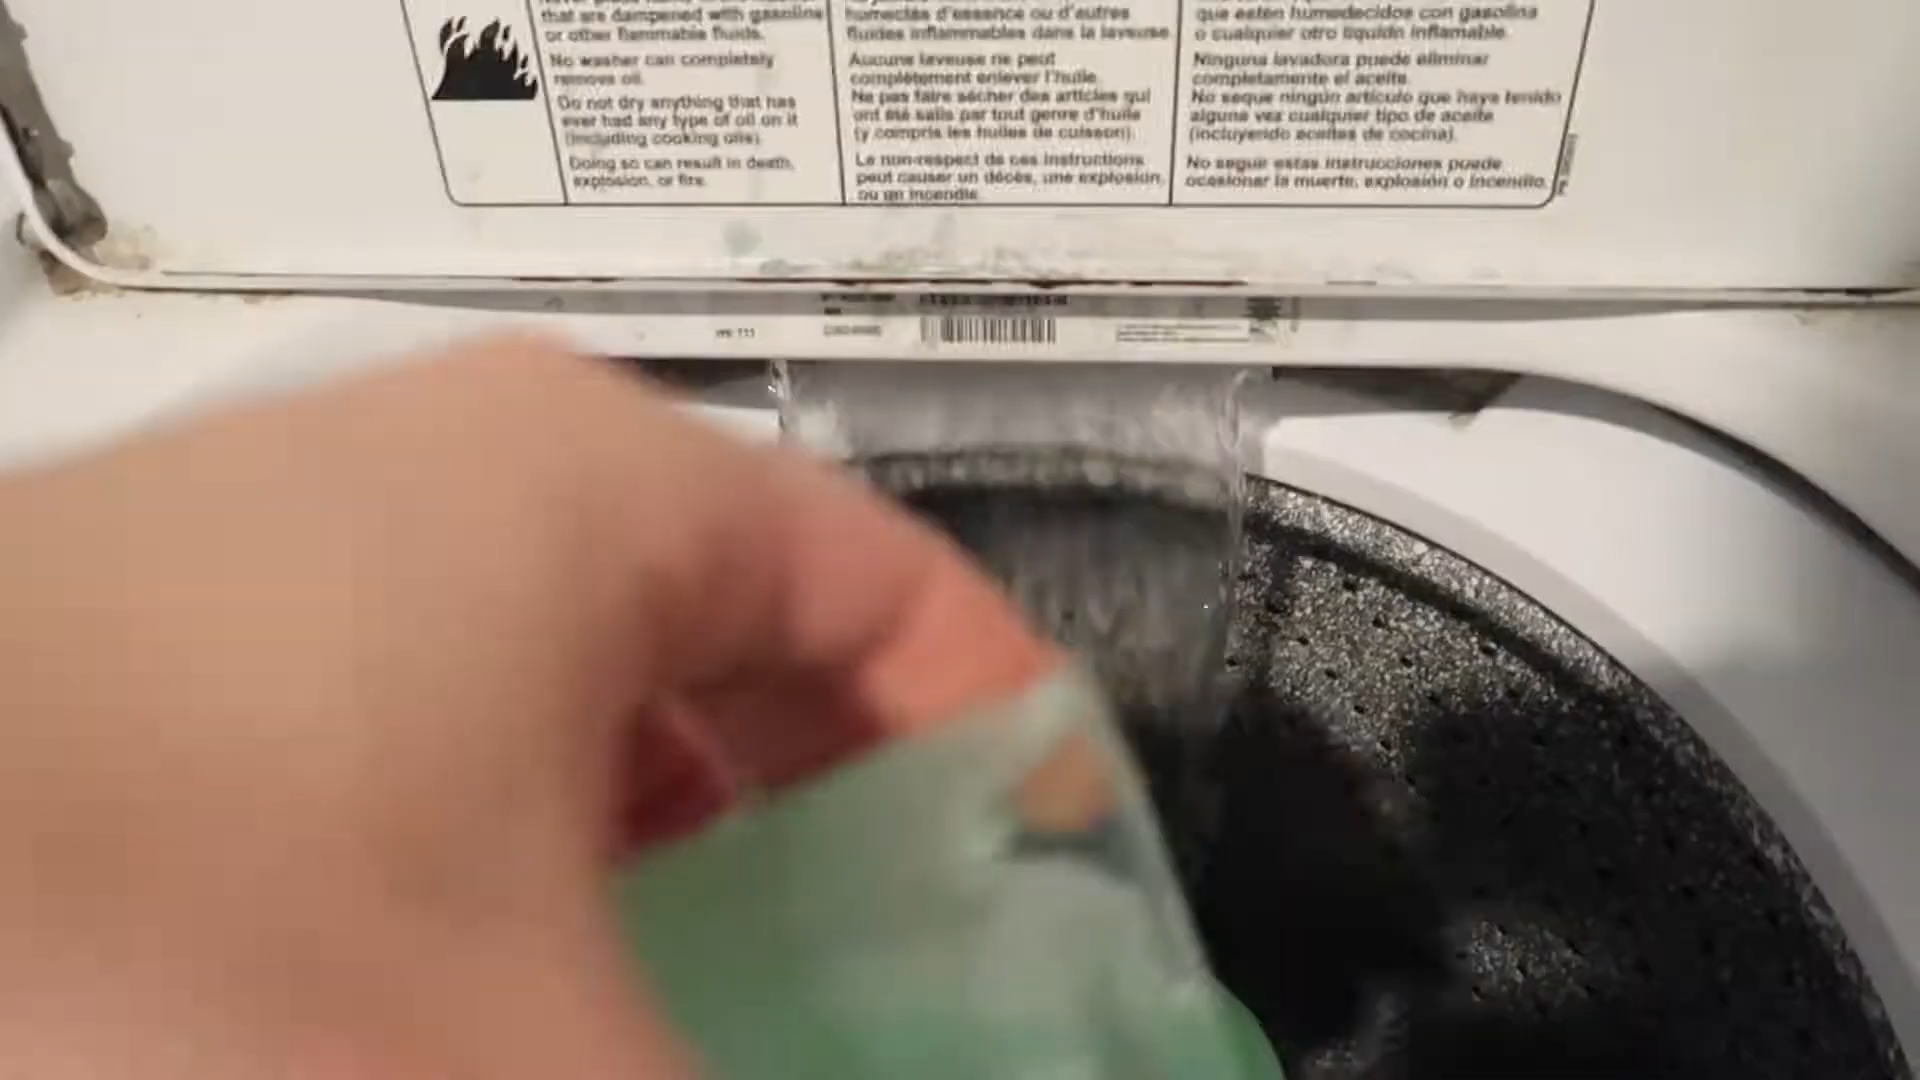 that are dampened with gasoline
or other flammable fluids.
No washer can completely
remove oil.
Do not dry anything that has
ever had any type of oil on it
(including cooking oils).
Doing so can result in death,
explosion, or fire.
humectés d'essence ou d'autres
fluides inflammables dans la laveuse.
Aucune laveuse ne peut
complètement enlever l'huile.
Ne pas faire sécher des articles qui
ont été salis par tout genre d'huile
(y compris les huiles de cuisson).
Le non-respect de ces instructions
peut causer un décès, une explosion,
ou un incendie.
que estén humedecidos con gasolina
o cualquier otro líquido inflamable.
Ninguna lavadora puede eliminar
completamente el aceite.
No seque ningún artículo que haya tenido
alguna vez cualquier tipo de aceite
(incluyendo aceites de cocina).
No seguir estas instrucciones puede
ocasionar la muerte, explosión o incendio.